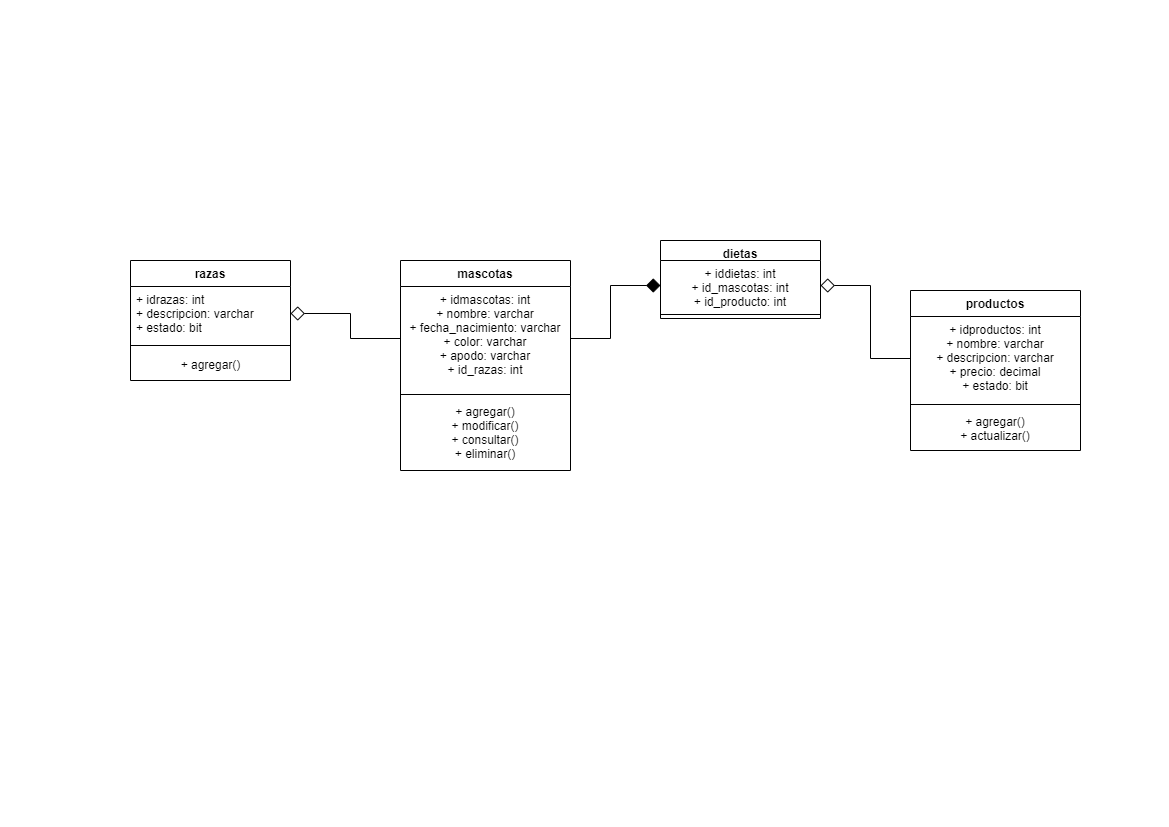 razas
+ idrazas: int
+ descripcion: varchar
+ estado: bit
+ agregar()
mascotas
+ idmascotas: int
+ nombre: varchar
+ fecha_nacimiento: varchar
+ color: varchar
+ apodo: varchar
+ id_razas: int
+ agregar()
+ modificar()
+ consultar()
+ eliminar()
dietas
+ iddietas: int
+ id_mascotas: int
+ id_producto: int
productos
+ idproductos: int
+ nombre: varchar
+ descripcion: varchar
+ precio: decimal
+ estado: bit
+ agregar()
+ actualizar()